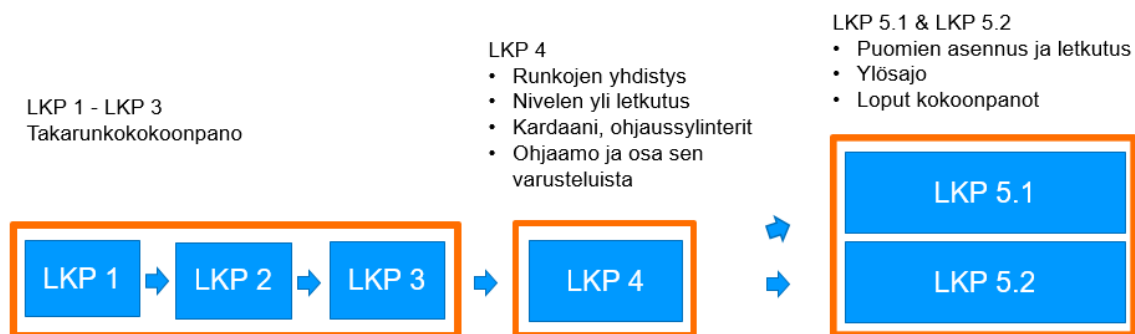 LKP 1 - LKP 3
Takarunkokokoonpano
LKP 4
• Runkojen yhdistys
• Nivelen yli letkutus
• Kardaani, ohjaussylinterit
• Ohjaamo ja osa sen
varusteluista
LKP 5.1 & LKP 5.2
• Puomien asennus ja letkutus
• Ylösajo
• Loput kokoonpanot
LKP 1
LKP 2
LKP 3
LKP 4
LKP 5.1
LKP 5.2